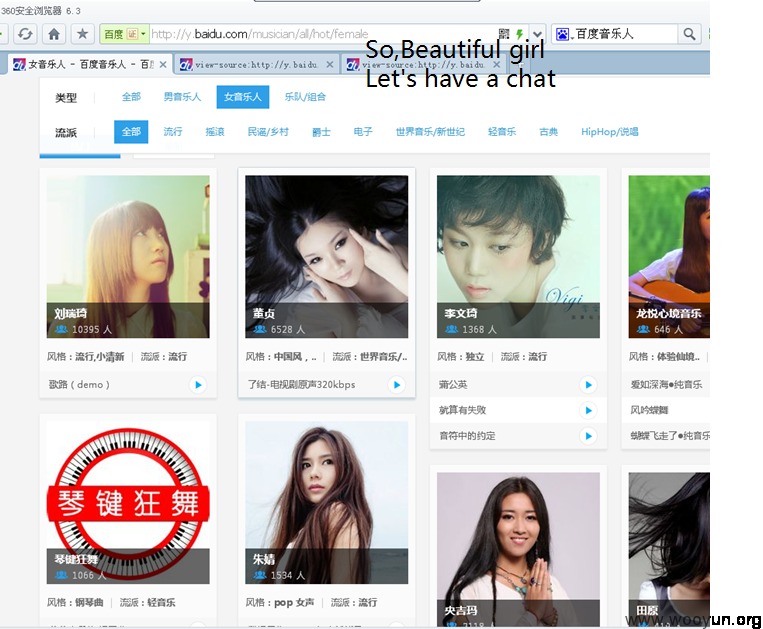 360安全浏览器 6.3
百度 证 http://y.baidu.com/musician/all/hot/female
百度音乐人
女音乐人 - 百度音乐人 - 百度
view-source:http://y.baidu.
view-source:http://y.baidu.
So,Beautiful girl
Let's have a chat
类型 全部 男音乐人 女音乐人 乐队/组合
流派 全部 流行 摇滚 民谣/乡村 爵士 电子 世界音乐/新世纪 轻音乐 古典 HipHop/说唱
刘瑞琦
10395 人
风格：流行,小清新 流派：流行
歌路（demo）
董贞
6528 人
风格：中国风，.. 流派：世界音乐/..
了结-电视剧原声320kbps
李文琦
1368 人
风格：独立 流派：流行
蒲公英
就算有失败
音符中的约定
Viqi
龙悦心境音乐
646 人
风格：体验仙境..
爱如深海●纯音乐
风吟蝶舞
蝴蝶飞走了●纯音乐
琴键狂舞
琴键狂舞
1066 人
风格：钢琴曲 流派：轻音乐
朱婧
1534 人
风格：pop 女声 流派：流行
央吉玛
田原
www.wooyun.org